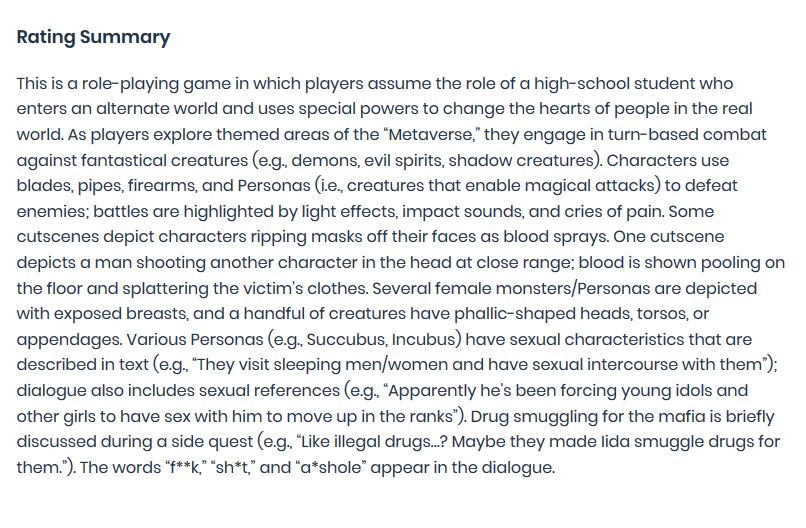 Rating Summary
This is a role-playing game in which players assume the role of a high-school student who
enters an alternate world and uses special powers to change the hearts of people in the real
world. As players explore themed areas of the “Metaverse,” they engage in turn-based combat
against fantastical creatures (e.g., demons, evil spirits, shadow creatures). Characters use
blades, pipes, firearms, and Personas (i.e., creatures that enable magical attacks) to defeat
enemies; battles are highlighted by light effects, impact sounds, and cries of pain. Some
cutscenes depict characters ripping masks off their faces as blood sprays. One cutscene
depicts a man shooting another character in the head at close range; blood is shown pooling on
the floor and splattering the victim's clothes. Several female monsters/Personas are depicted
with exposed breasts, and a handful of creatures have phallic-shaped heads, torsos, or
appendages. Various Personas (e.g., Succubus, Incubus) have sexual characteristics that are
described in text (e.g., “They visit sleeping men/women and have sexual intercourse with them”);
dialogue also includes sexual references (e.g., “Apparently he's been forcing young idols and
other girls to have sex with him to move up in the ranks”). Drug smuggling for the mafia is briefly
discussed during a side quest (e.g., “Like illegal drugs…? Maybe they made Iida smuggle drugs for
them.”). The words “f**k,” “sh*t,” and “a*shole” appear in the dialogue.